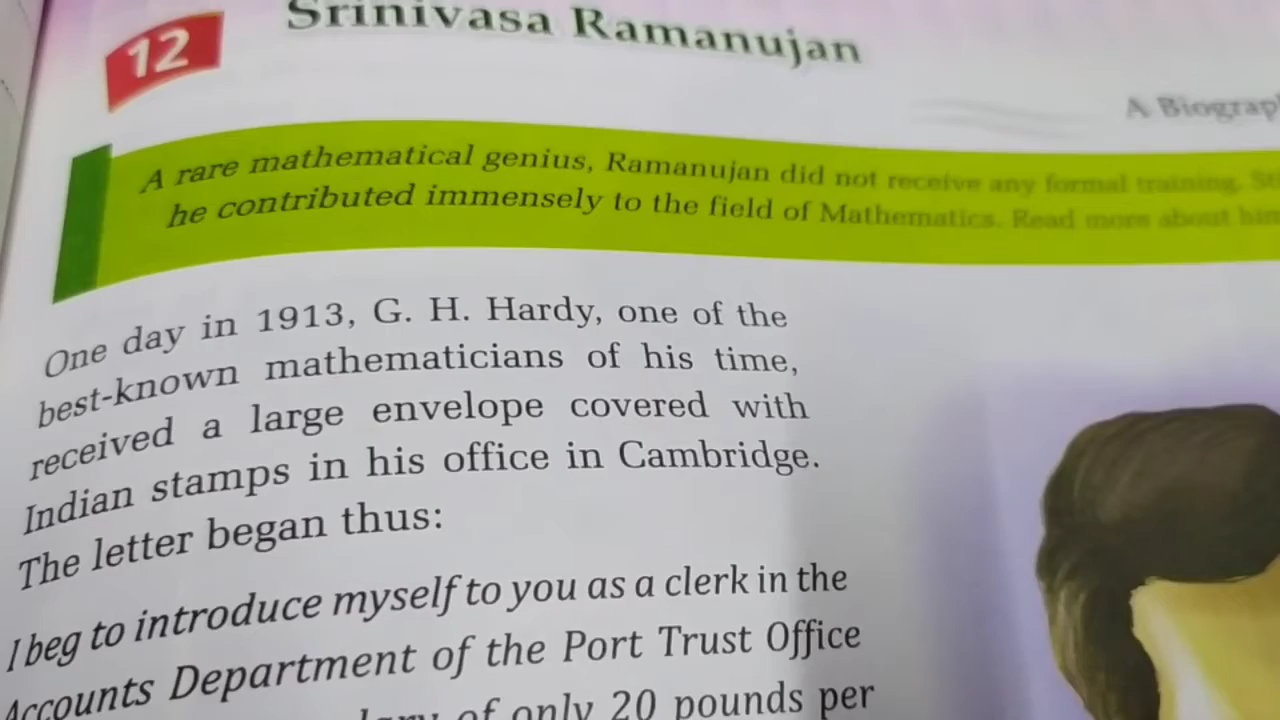 12
Srinivasa Ramanujan
A rare mathematical genius, Ramanujan did not receive any formal training.
he contributed immensely to the field of Mathematics. Read more about him
One day in 1913, G. H. Hardy, one of the
best-known mathematicians of his time,
received a large envelope covered with
Indian stamps in his office in Cambridge.
The letter began thus:
I beg to introduce myself to you as a clerk in the
Accounts Department of the Port Trust Office
of only 20 pounds per